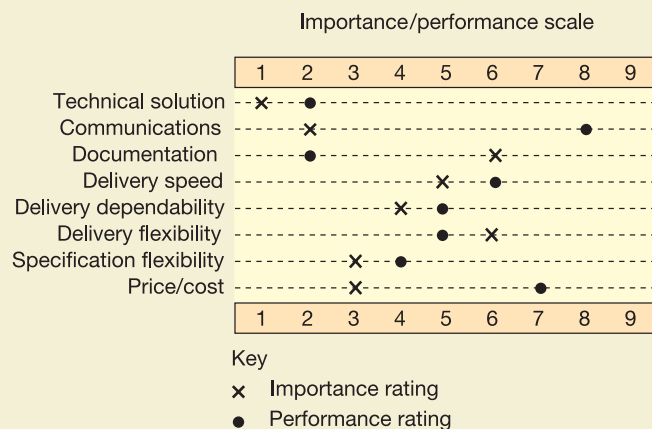 Importance/performance scale
1 2 3 4 5 6 7 8 9
Technical solution
Communications
Documentation
Delivery speed
Delivery dependability
Delivery flexibility
Specification flexibility
Price/cost
1 2 3 4 5 6 7 8 9
Key
Importance rating
Performance rating